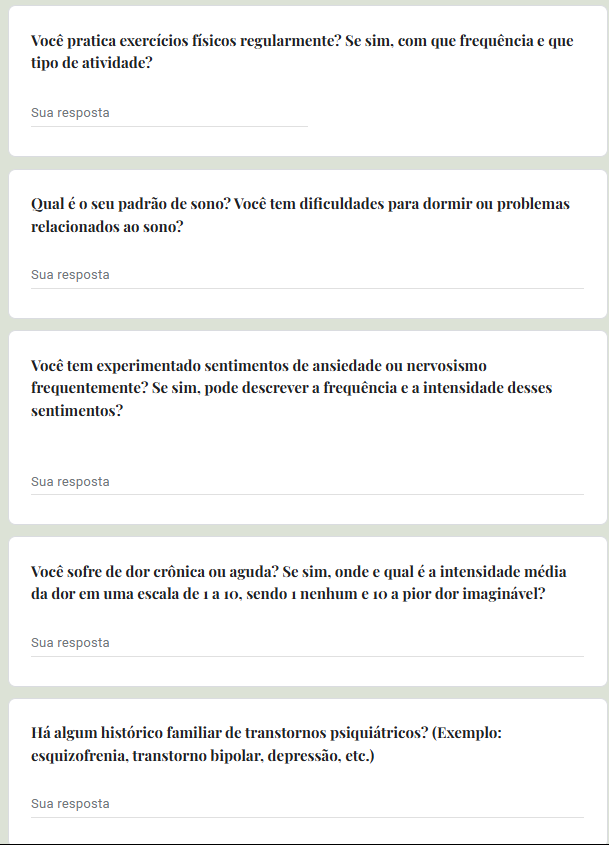 Você pratica exercícios físicos regularmente? Se sim, com que frequência e que
tipo de atividade?
Sua resposta
Qual é o seu padrão de sono? Você tem dificuldades para dormir ou problemas
relacionados ao sono?
Sua resposta
Você tem experimentado sentimentos de ansiedade ou nervosismo
frequentemente? Se sim, pode descrever a frequência e a intensidade desses
sentimentos?
Sua resposta
Você sofre de dor crônica ou aguda? Se sim, onde e qual é a intensidade média
da dor em uma escala de 1 a 10, sendo 1 nenhum e 10 a pior dor imaginável?
Sua resposta
Há algum histórico familiar de transtornos psiquiátricos? (Exemplo:
esquizofrenia, transtorno bipolar, depressão, etc.)
Sua resposta